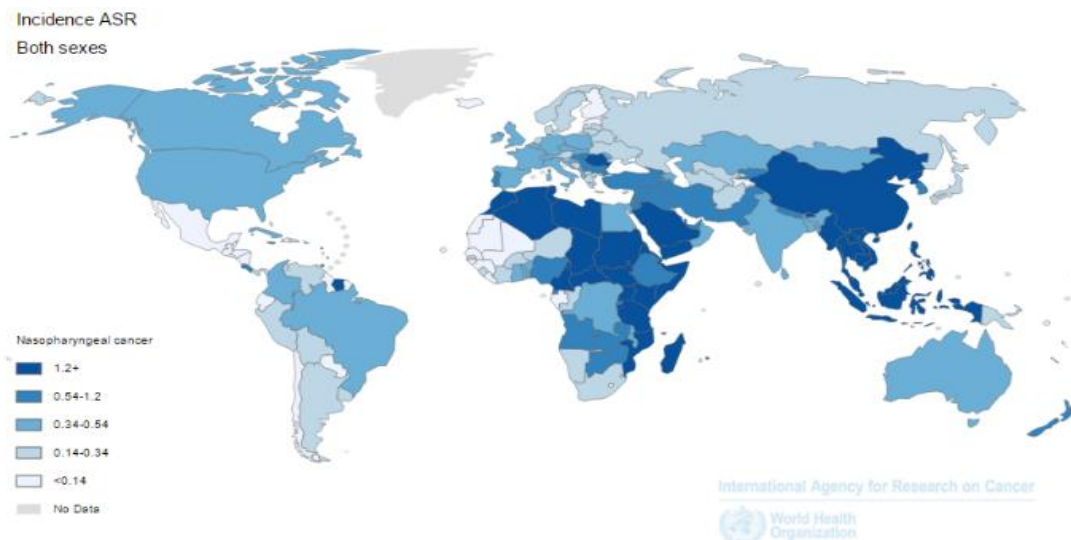 Incidence ASR
Both sexes
Nasopharyngeal cancer
1.2+
0.54-1.2
0.34-0.54
0.14-0.34
<0.14
No Data
International Agency for Research on Cancer
World Health
Organization